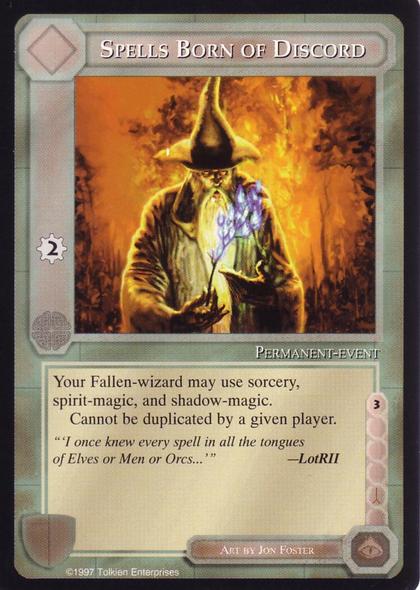 SPELLS BORN OF DISCORD
2
PERMANENT-EVENT
Your Fallen-wizard may use sorcery,
spirit-magic, and shadow-magic.
Cannot be duplicated by a given player.
“‘I once knew every spell in all the tongues
of Elves or Men or Orcs...’” —LotRII
3
ART BY JON FOSTER
©1997 Tolkien Enterprises